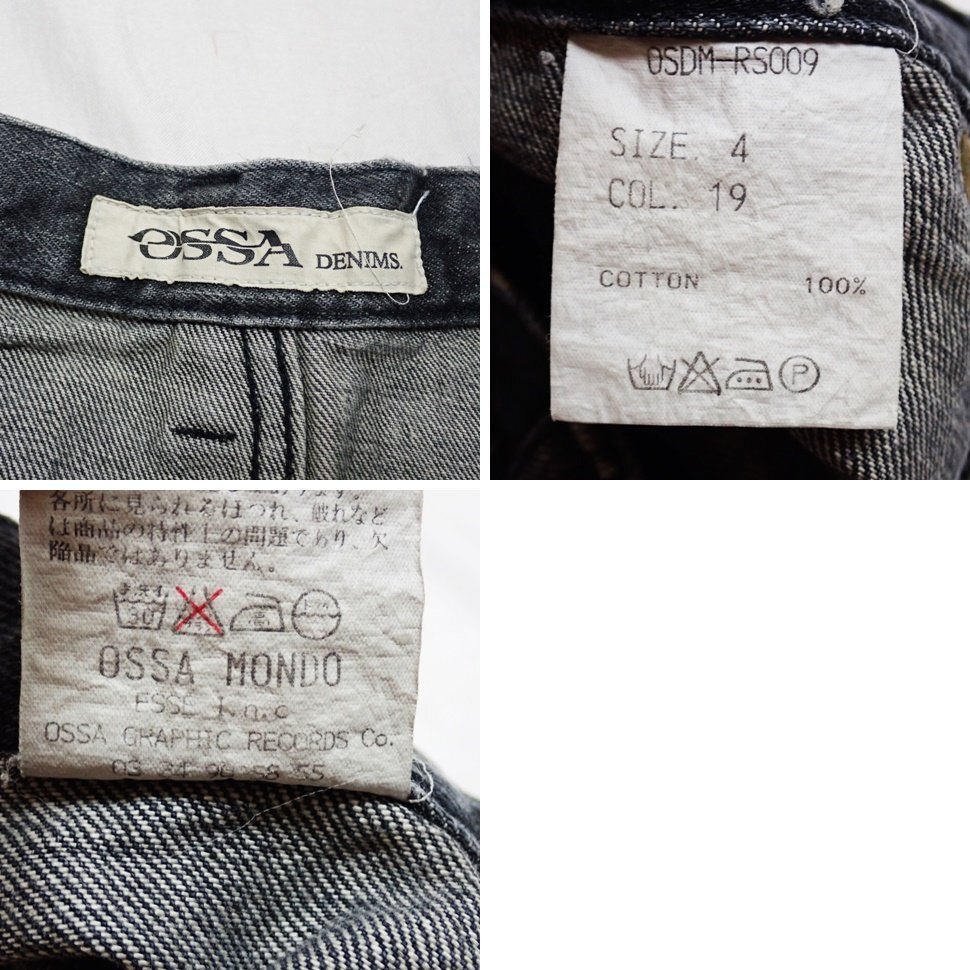 OSSA DENIMS.
OSDM-RS009
SIZE. 4
COL. 19
COTTON 100%
P
各所に見られるほつれ、破れなど
は商品の特性上の問題であり、欠
陥品ではありません。
30
OSSA MONDO
ESSE i.n.c
OSSA GRAPHIC RECORDS Co.